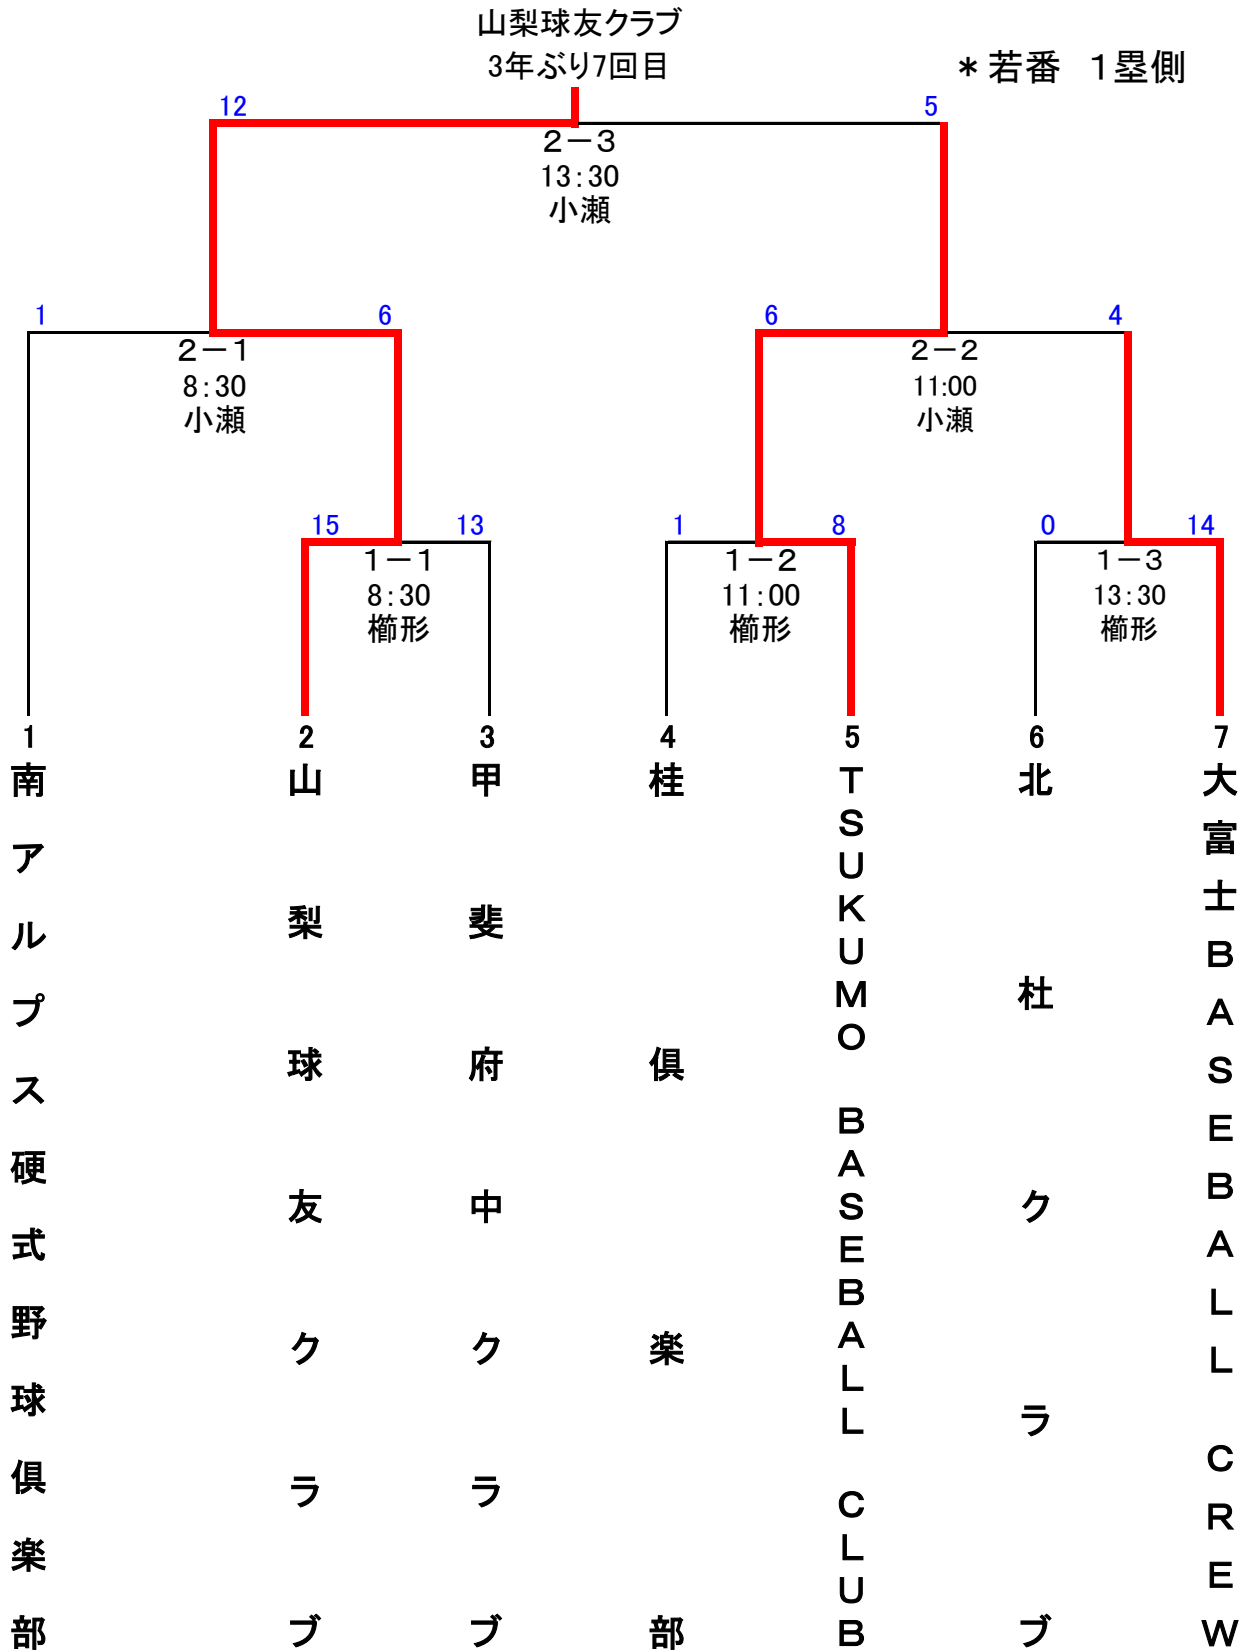 山梨球友クラブ
3年ぶり7回目
＊若番　１塁側
12
5
２－３
13:30
小瀬
1
6
6
4
２－１
8:30
小瀬
２－２
11:00
小瀬
15
13
1
8
0
14
１－１
8:30
櫛形
１－２
11:00
櫛形
１－３
13:30
櫛形
1
2
3
4
5
6
7
南アルプス硬式野球倶楽部
山梨球友クラブ
甲斐府中クラブ
桂倶楽部
ＴＳＵＫＵＭＯ　ＢＡＳＥＢＡＬＬ　ＣＬＵＢ
北杜クラブ
大富士ＢＡＳＥＢＡＬＬ　ＣＲＥＷ